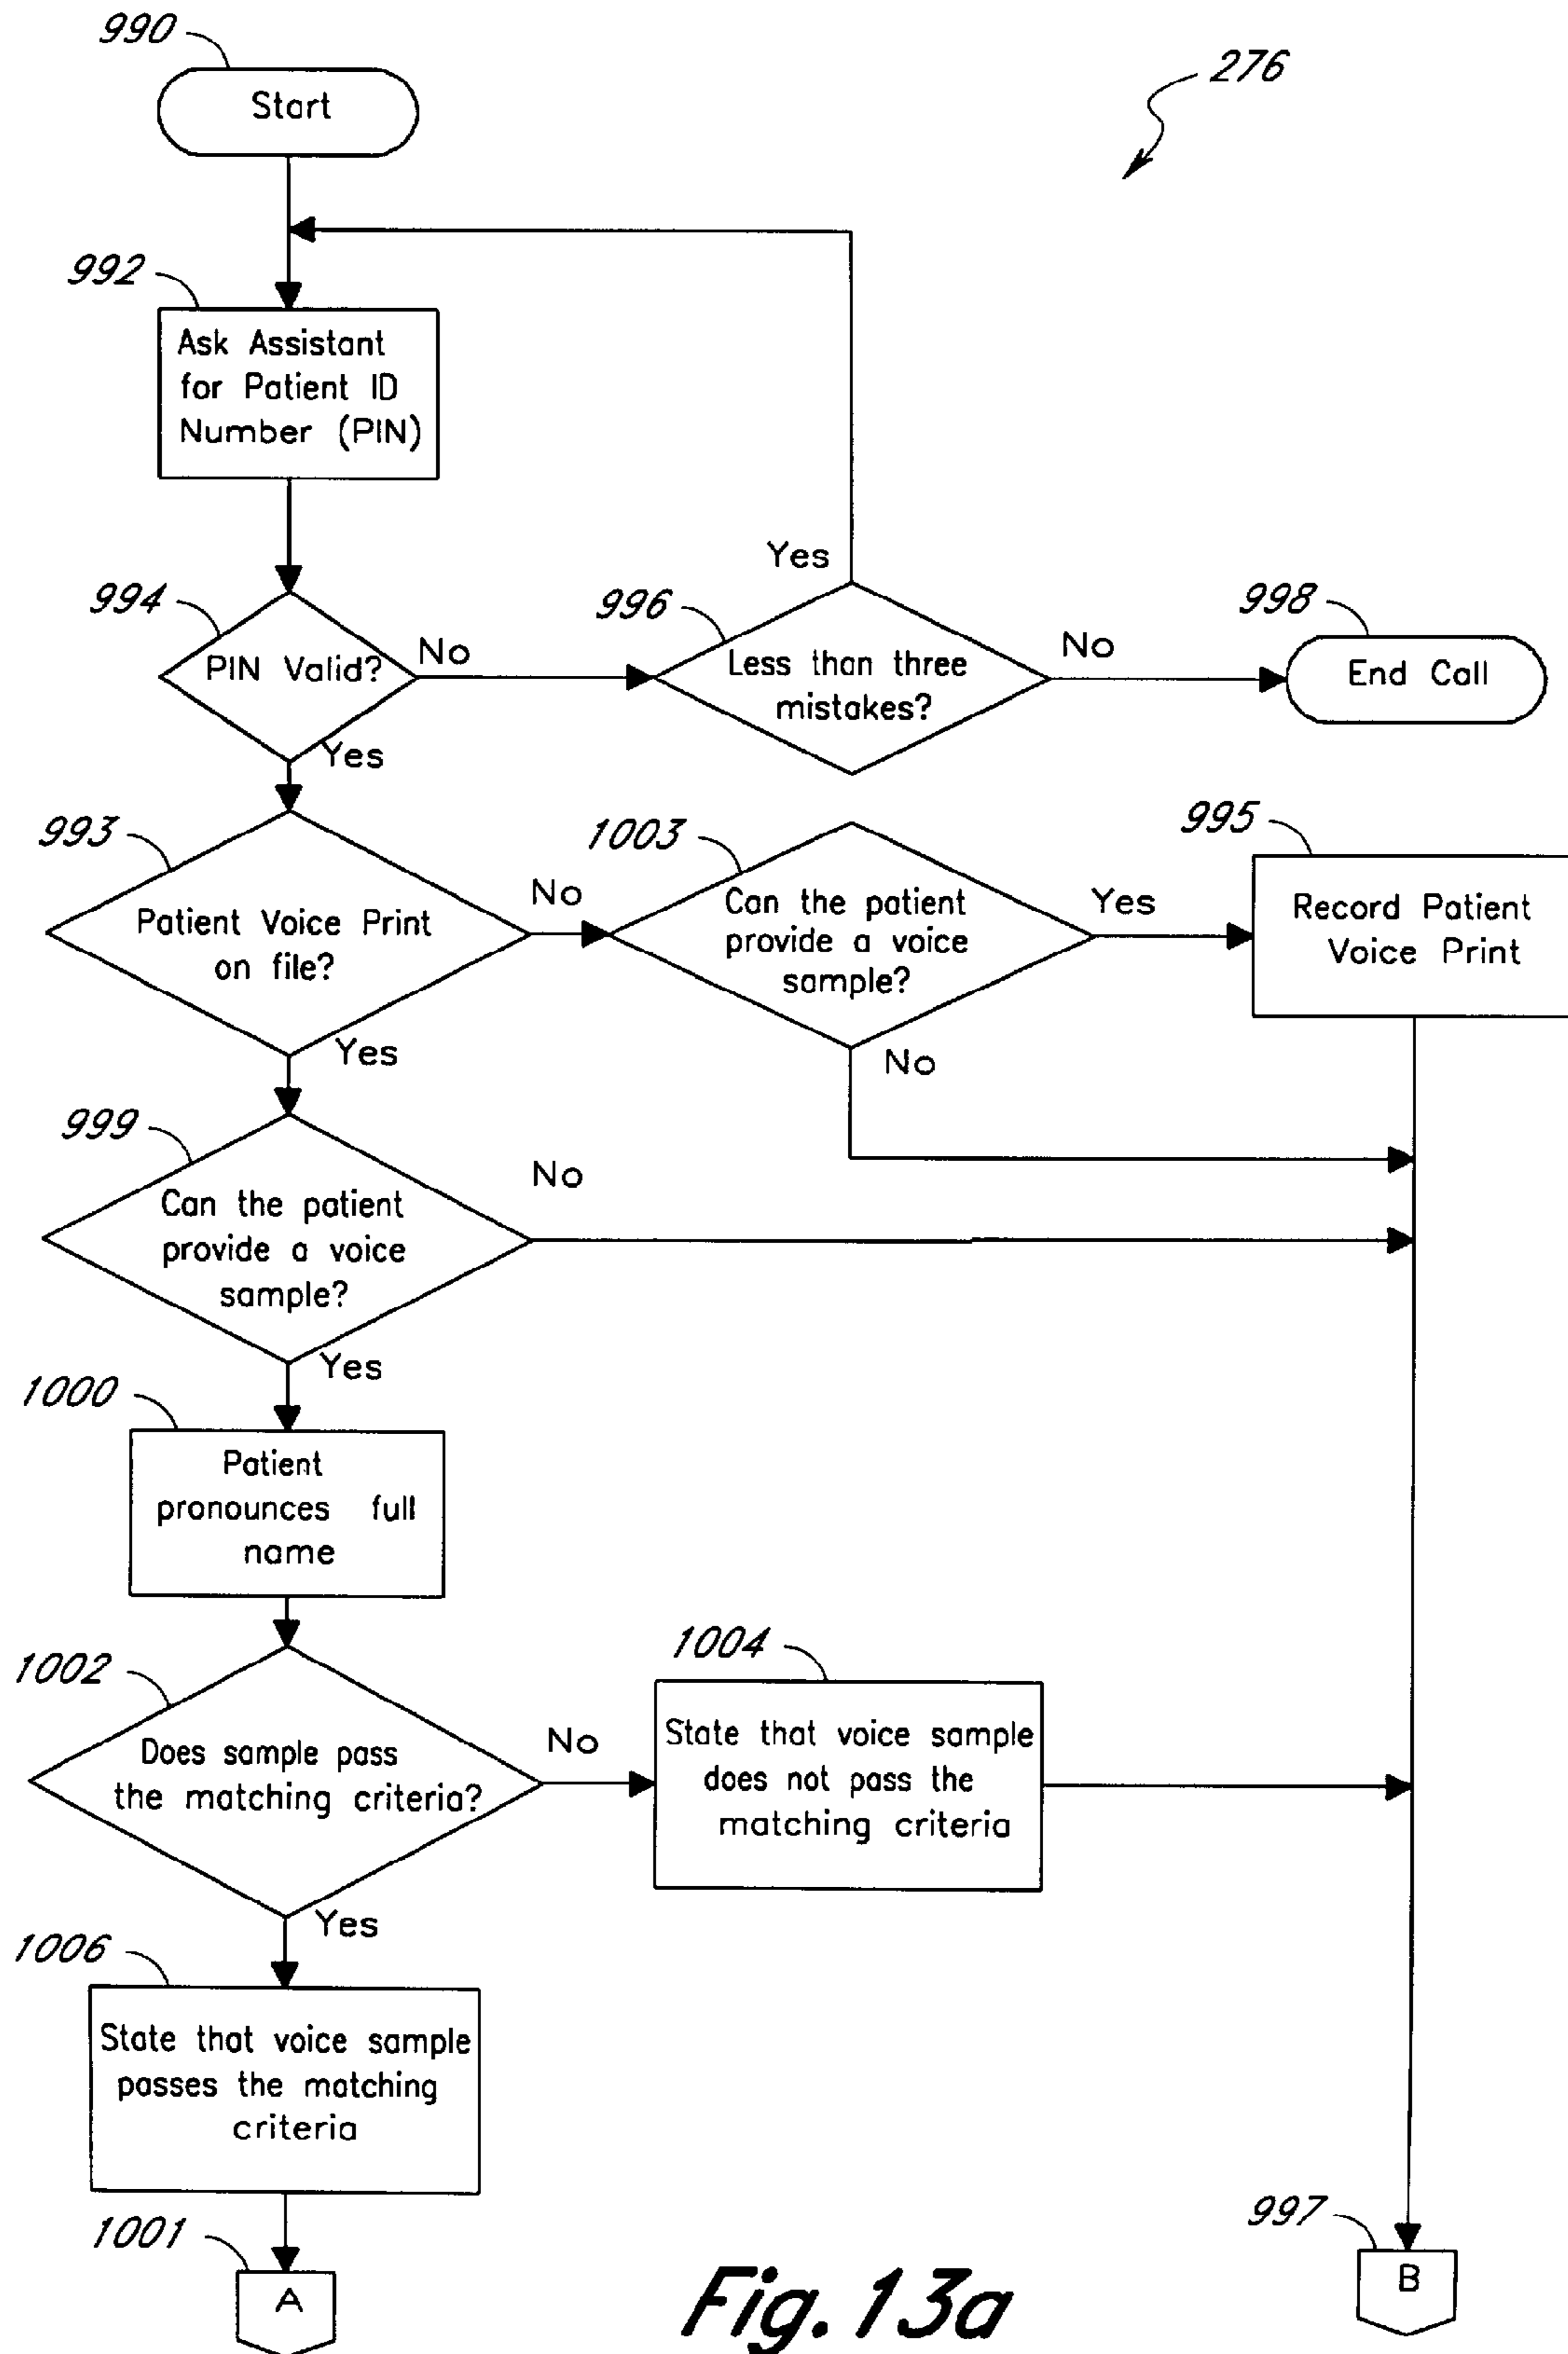 990
Start
276
992
Ask Assistant
for Patient ID
Number (PIN)
994
PIN Valid?
No
Yes
996
Less than three
mistakes?
Yes
No
998
End Call
993
Patient Voice Print
on file?
No
Yes
1003
Can the patient
provide a voice
sample?
Yes
No
995
Record Patient
Voice Print
999
Can the patient
provide a voice
sample?
No
Yes
1000
Patient
pronounces full
name
1002
Does sample pass
the matching criteria?
No
Yes
1004
State that voice sample
does not pass the
matching criteria
1006
State that voice sample
passes the matching
criteria
1001
A
997
B
Fig. 13a